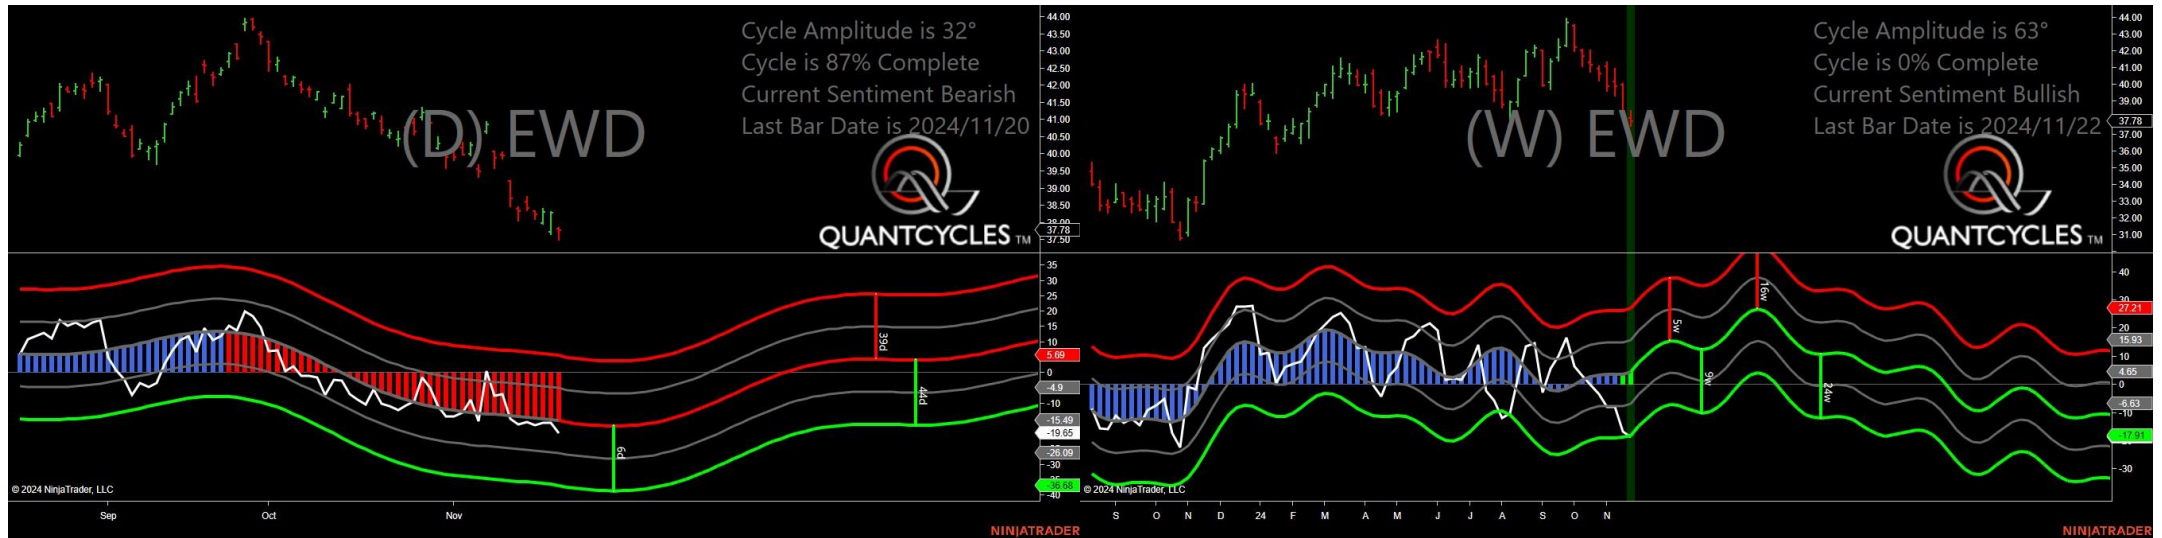 Cycle Amplitude is 32°
Cycle is 87% Complete
Current Sentiment Bearish
Last Bar Date is 2024/11/20
(D) EWD
QUANTCYCLES TM
44.00
43.50
43.00
42.50
42.00
41.50
41.00
40.50
40.00
39.50
39.00
38.50
38.00
37.78
37.50
35
30
25
20
15
10
5.69
0
-4.9
-10
-15.49
-19.65
-26.09
-30
-36.68
-40
39d
44d
6d
© 2024 NinjaTrader, LLC
Sep
Oct
Nov
NINJATRADER
Cycle Amplitude is 63°
Cycle is 0% Complete
Current Sentiment Bullish
Last Bar Date is 2024/11/22
(W) EWD
QUANTCYCLES TM
44.00
43.00
42.00
41.00
40.00
39.00
37.78
37.00
36.00
35.00
34.00
33.00
32.00
31.00
40
30
27.21
20
15.93
10
4.65
0
-6.63
-10
-17.91
-30
5w
16w
9w
24w
© 2024 NinjaTrader, LLC
S
O
N
D
24
F
M
A
M
J
J
A
S
O
N
NINJATRADER